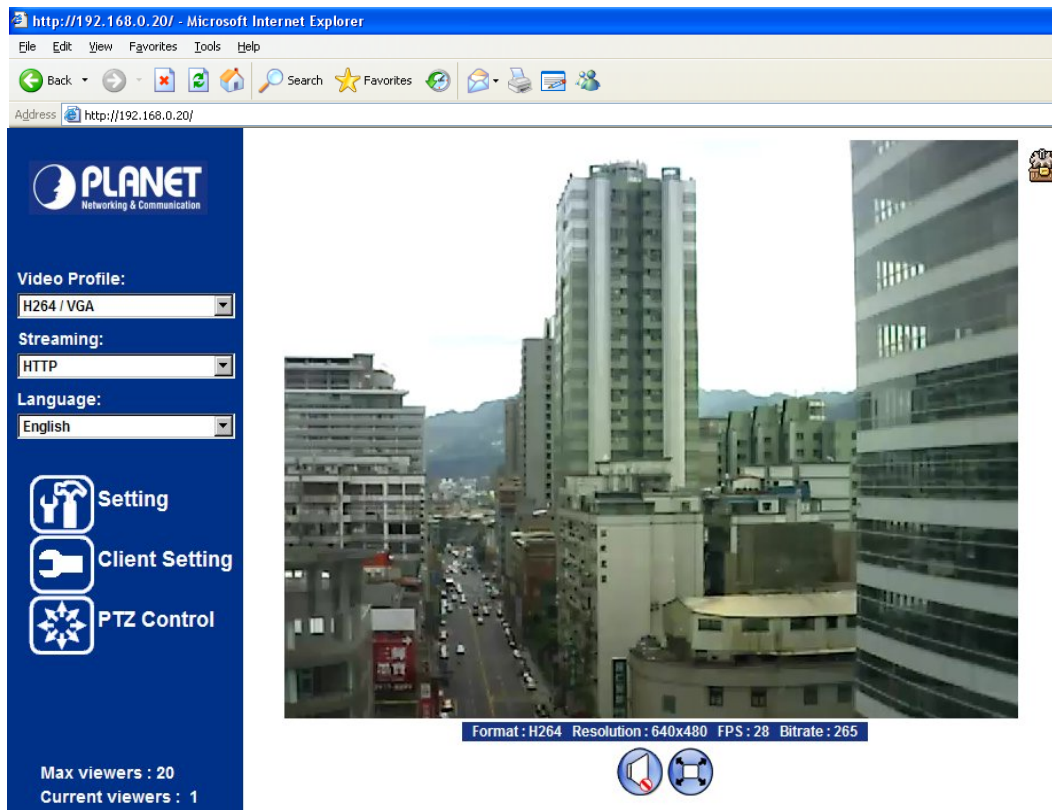 http://192.168.0.20/ - Microsoft Internet Explorer
File Edit View Favorites Tools Help
Back Search Favorites
Address http://192.168.0.20/
PLANET
Networking & Communication
Video Profile:
H264 / VGA
Streaming:
HTTP
Language:
English
Setting
Client Setting
PTZ Control
Max viewers : 20
Current viewers : 1
Format : H264 Resolution : 640x480 FPS : 28 Bitrate : 265